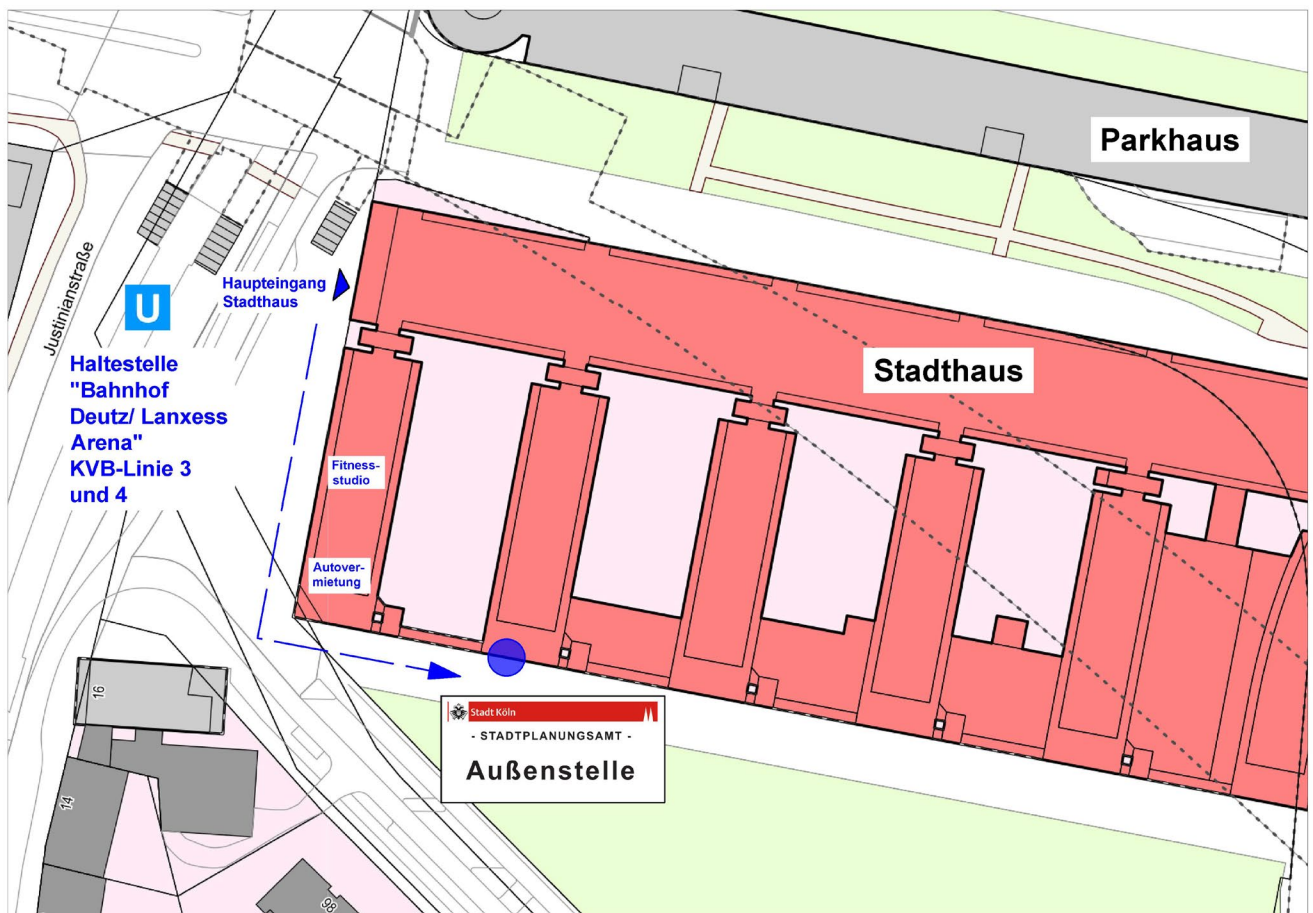 Parkhaus
Justinianstraße
Haupteingang
Stadthaus
U
Haltestelle
"Bahnhof
Deutz/ Lanxess
Arena"
KVB-Linie 3
und 4
Stadthaus
Fitness-
studio
Autover-
mietung
Stadt Köln
- STADTPLANUNGSAMT -
Außenstelle
16
14
98